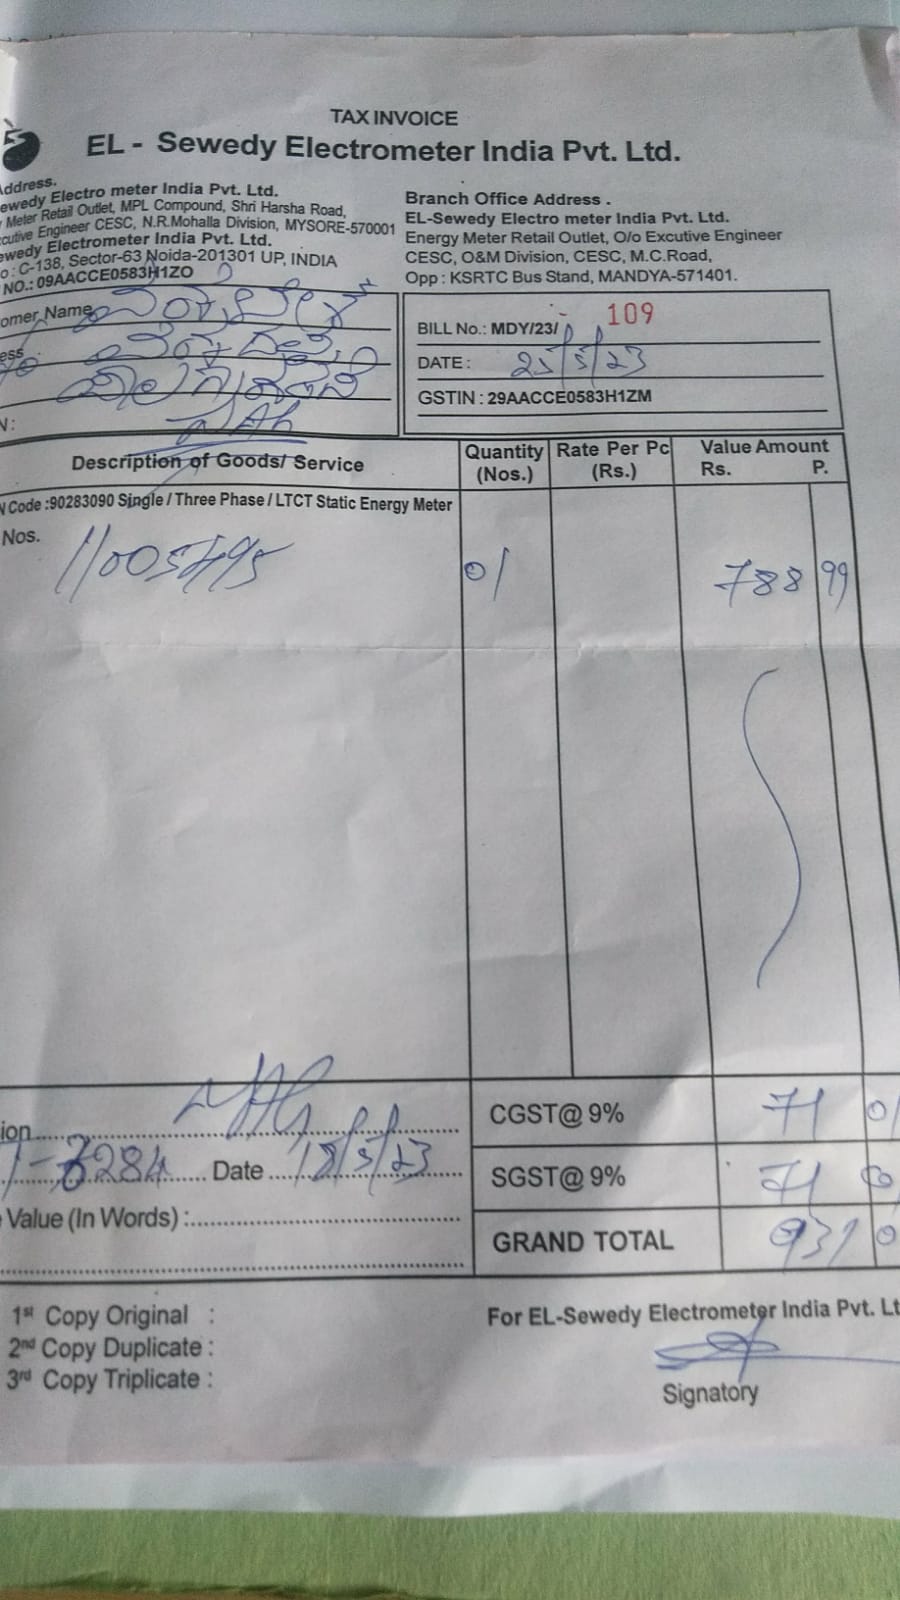 TAX INVOICE
EL - Sewedy Electrometer India Pvt. Ltd.
Address.
ewedy Electro meter India Pvt. Ltd.
Meter Retail Outlet, MPL Compound, Shri Harsha Road,
cutive Engineer CESC, N.R.Mohalla Division, MYSORE-570001
ewedy Electrometer India Pvt. Ltd.
o : C-138, Sector-63 Noida-201301 UP, INDIA
NO.: 09AACCE0583H1ZO
Branch Office Address .
EL-Sewedy Electro meter India Pvt. Ltd.
Energy Meter Retail Outlet, O/o Excutive Engineer
CESC, O&M Division, CESC, M.C.Road,
Opp : KSRTC Bus Stand, MANDYA-571401.
omer Name
ess
N:
BILL No.: MDY/23/ 109
DATE : 25/5/23
GSTIN : 29AACCE0583H1ZM
Description of Goods/ Service Quantity (Nos.) Rate Per Pc (Rs.) Value Amount Rs. P.
N Code :90283090 Single / Three Phase / LTCT Static Energy Meter
Nos. 11005495 01 788 99
ion
CGST@ 9% 71 01
3284 Date 18/5/23
SGST@ 9% 71
Value (In Words) :
GRAND TOTAL 931 0
1st Copy Original :
2nd Copy Duplicate :
3rd Copy Triplicate :
For EL-Sewedy Electrometer India Pvt. Lt
Signatory